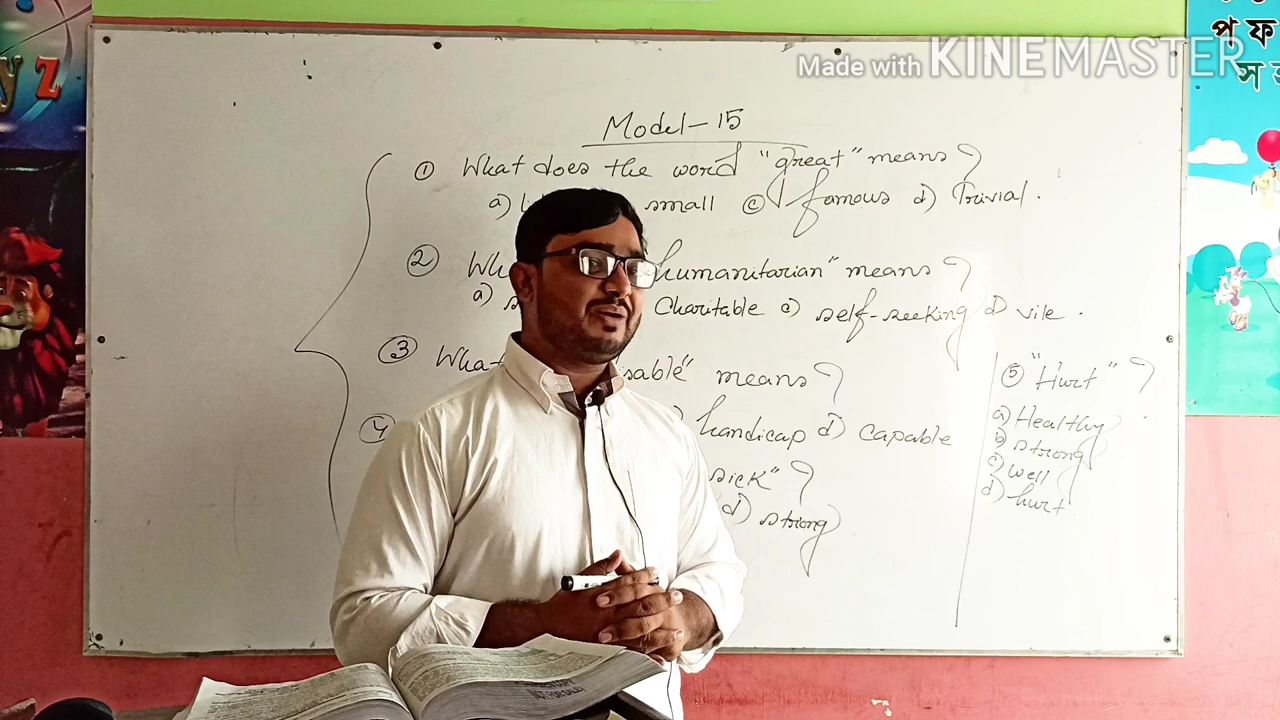 Made with KINEMASTER
প ফ
স
y z
Model-15
① What does the word "great" means?
a) small ⓒ famous d) Trivial.
② humanitarian" means?
a) Charitable c) self-seeking d) vile.
③ What sable" means?
④ handicap d) capable
sick"?
d) strong
⑤ "Hurt"?
a) Healthy
b) strong
c) well
d) hurt.